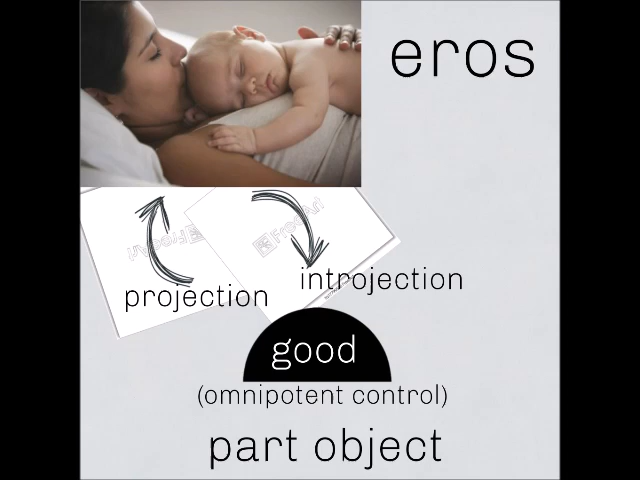 eros
projection
introjection
good
(omnipotent control)
part object